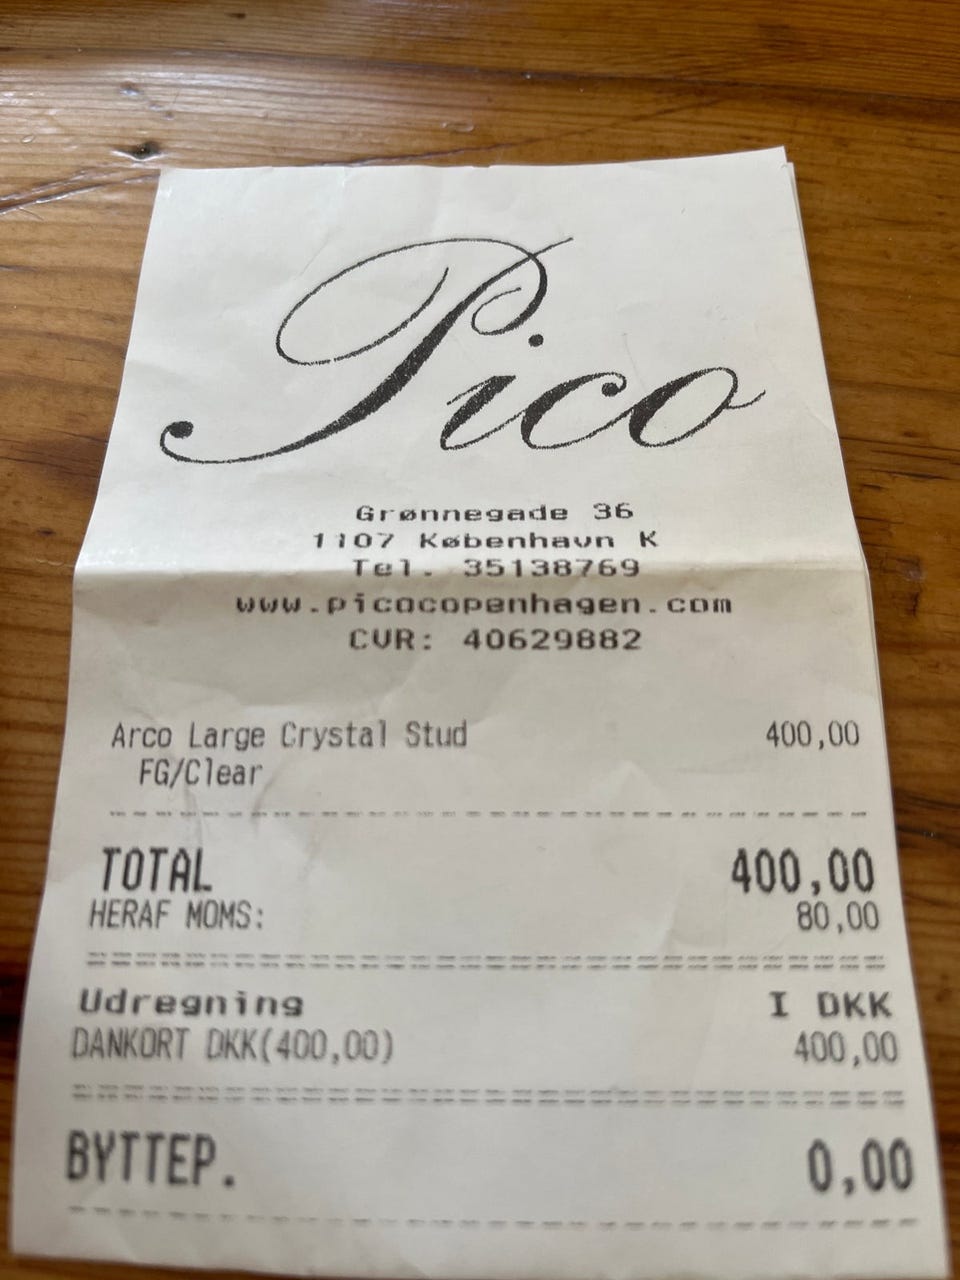 Pico
Grønnegade 36
1107 København K
Tel. 35138769
www.picocopenhagen.com
CVR: 40629882
Arco Large Crystal Stud 400,00
FG/Clear
TOTAL 400,00
HERAF MOMS: 80,00
Udregning I DKK
DANKORT DKK(400,00) 400,00
BYTTEP. 0,00